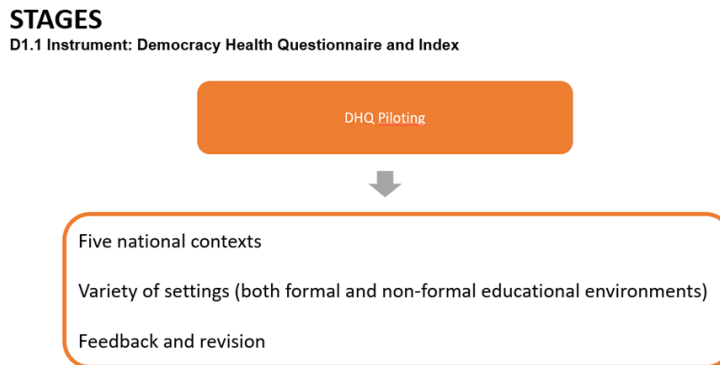 STAGES
D1.1 Instrument: Democracy Health Questionnaire and Index
DHQ Piloting
Five national contexts
Variety of settings (both formal and non-formal educational environments)
Feedback and revision